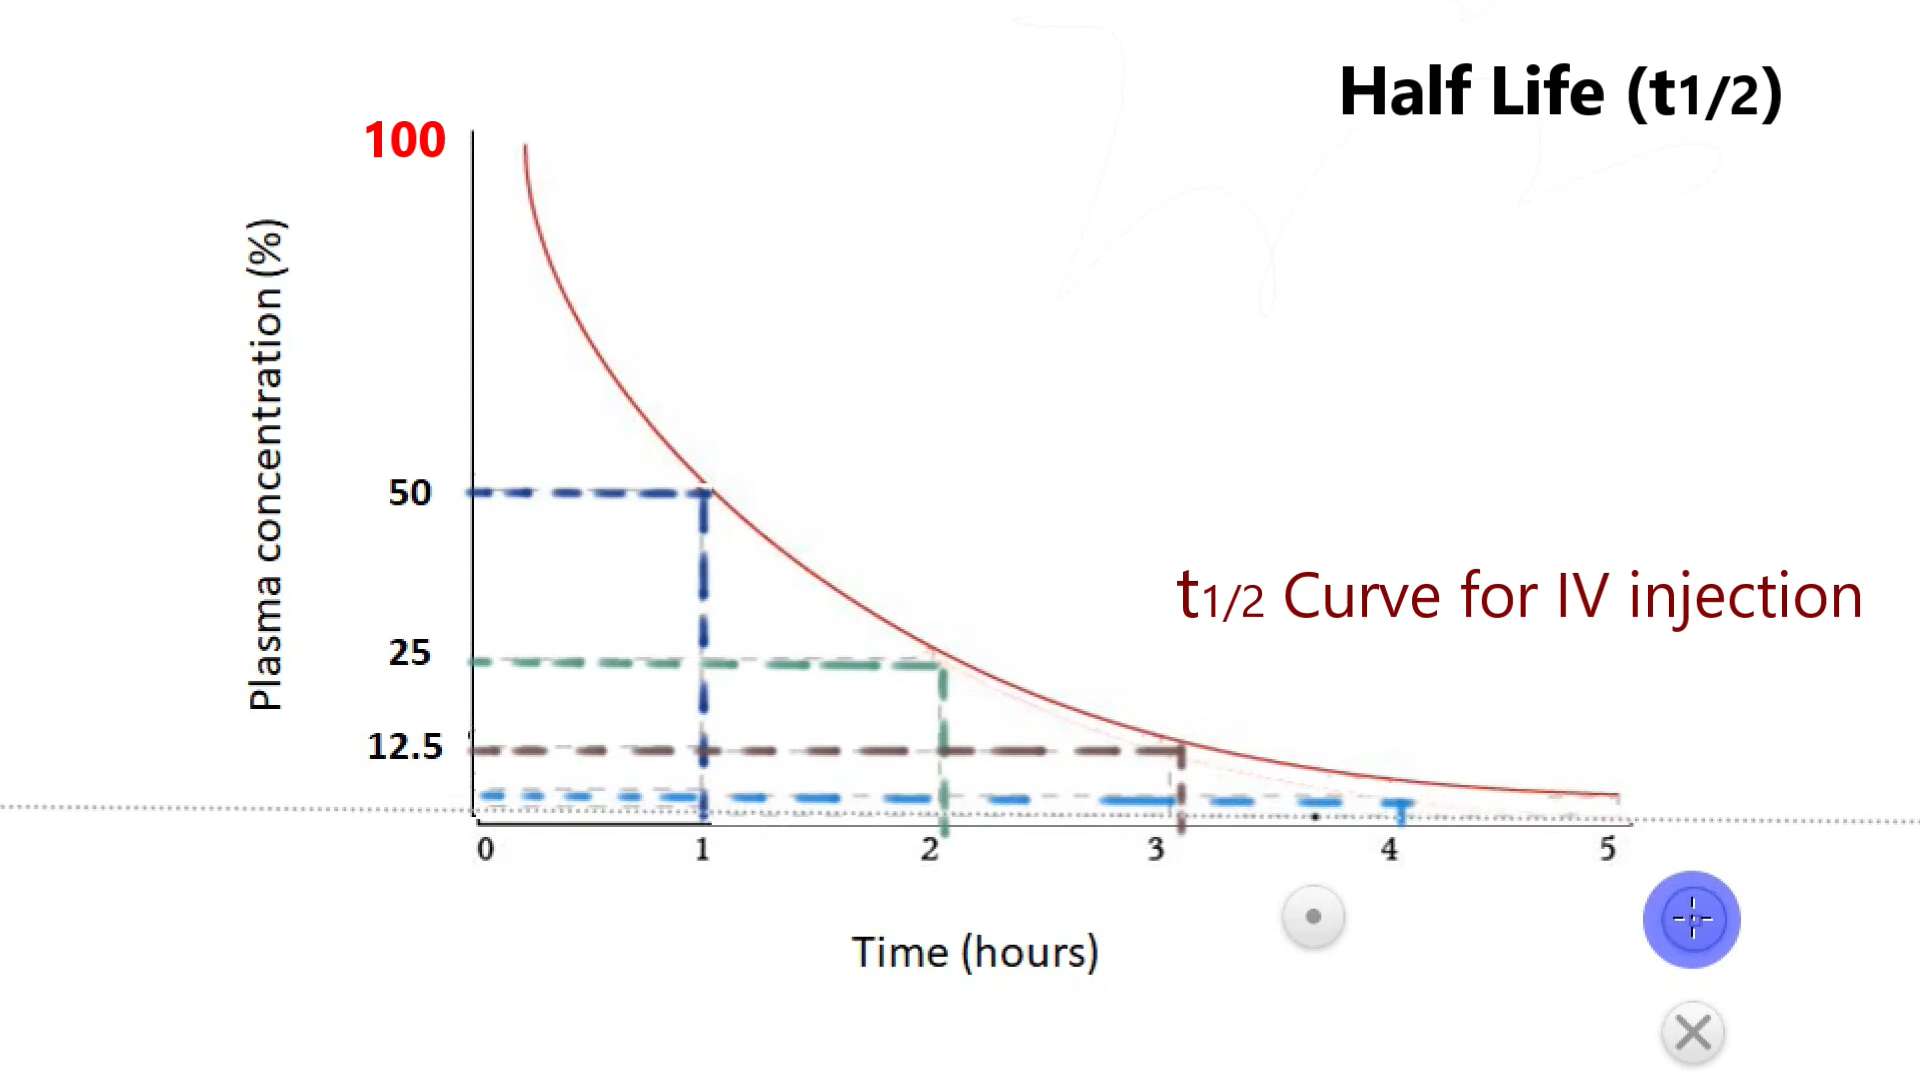 Half Life (t1/2)
100
50
25
12.5
Plasma concentration (%)
t1/2 Curve for IV injection
0 1 2 3 4 5
Time (hours)